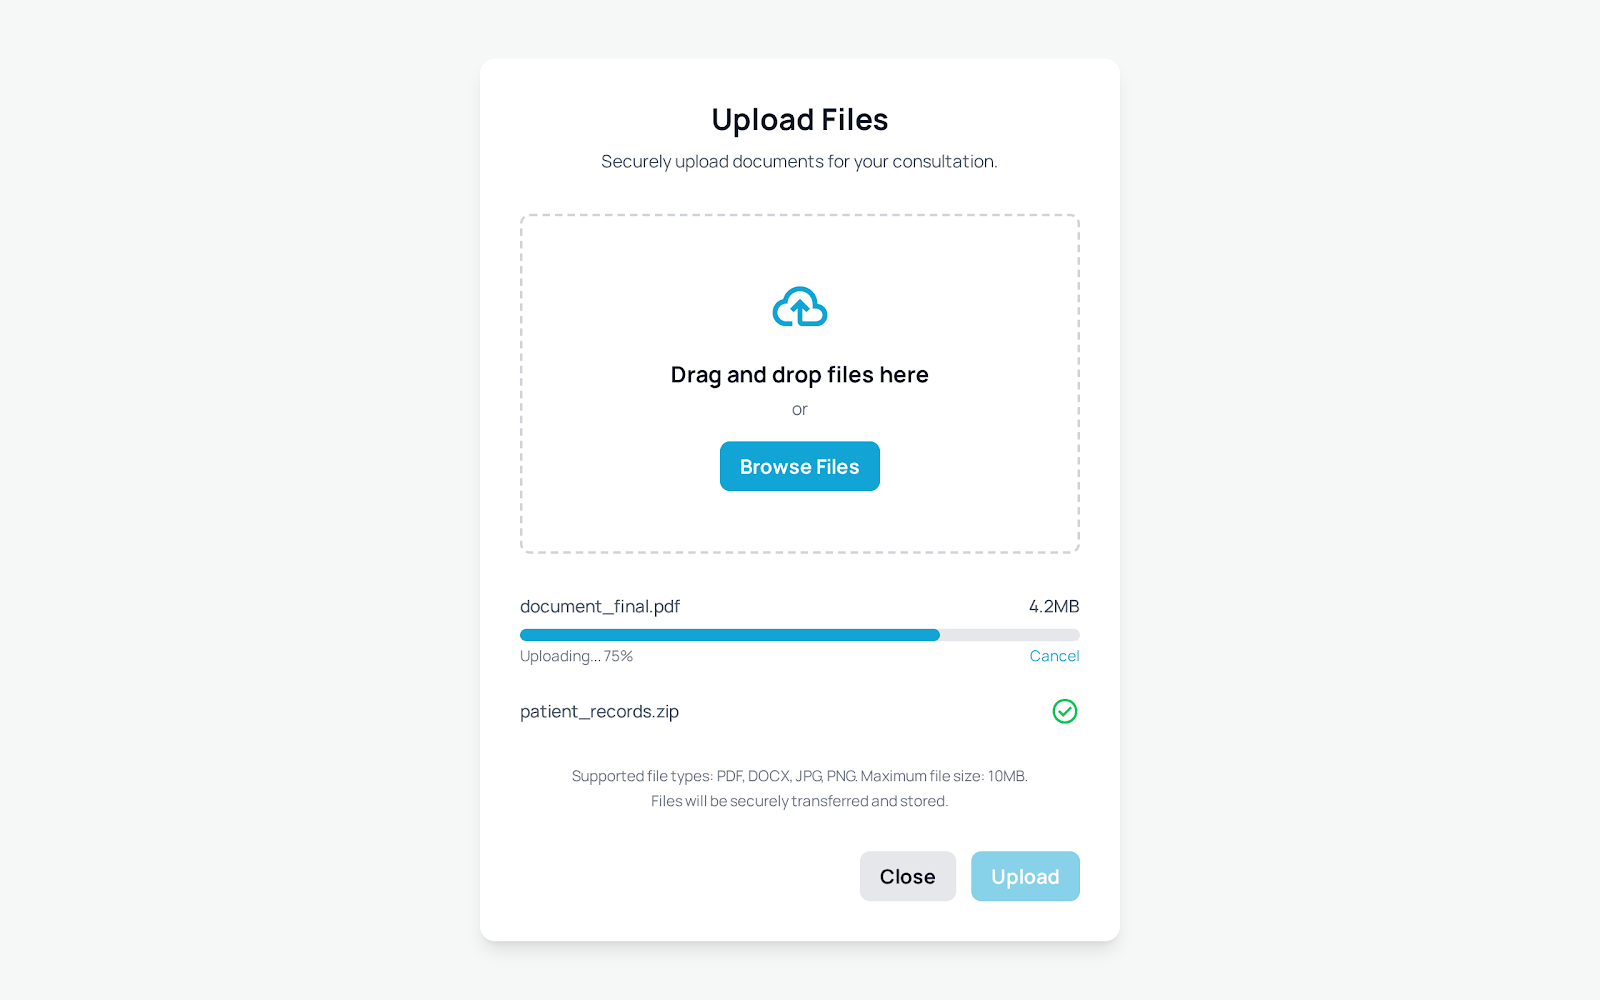 Upload Files
Securely upload documents for your consultation.
Drag and drop files here
or
Browse Files
document_final.pdf 4.2MB
Uploading... 75% Cancel
patient_records.zip
Supported file types: PDF, DOCX, JPG, PNG. Maximum file size: 10MB.
Files will be securely transferred and stored.
Close Upload